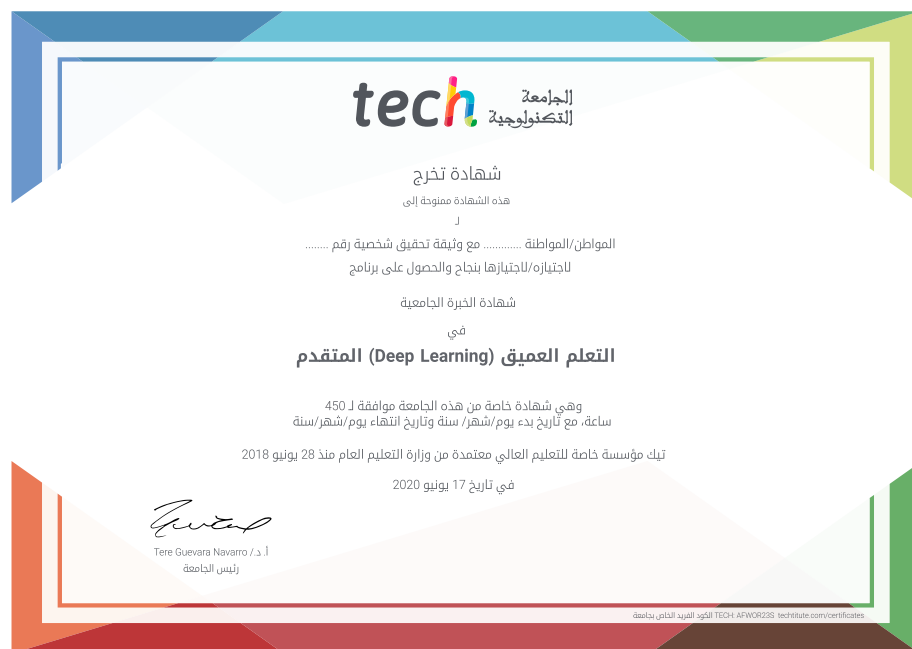 tech الجامعة
التكنولوجية
شهادة تخرج
هذه الشهادة ممنوحة إلى
لـ
المواطن/المواطنة ............. مع وثيقة تحقيق شخصية رقم ........
لاجتيازه/لاجتيازها بنجاح والحصول على برنامج
شهادة الخبرة الجامعية
في
التعلم العميق (Deep Learning) المتقدم
وهي شهادة خاصة من هذه الجامعة موافقة لـ 450
ساعة، مع تاريخ بدء يوم/شهر/ سنة وتاريخ انتهاء يوم/شهر/سنة
تيك مؤسسة خاصة للتعليم العالي معتمدة من وزارة التعليم العام منذ 28 يونيو 2018
في تاريخ 17 يونيو 2020
أ. د./ Tere Guevara Navarro
رئيس الجامعة
الكود الفريد الخاص بجامعة TECH: AFWOR23S techtitute.com/certificates